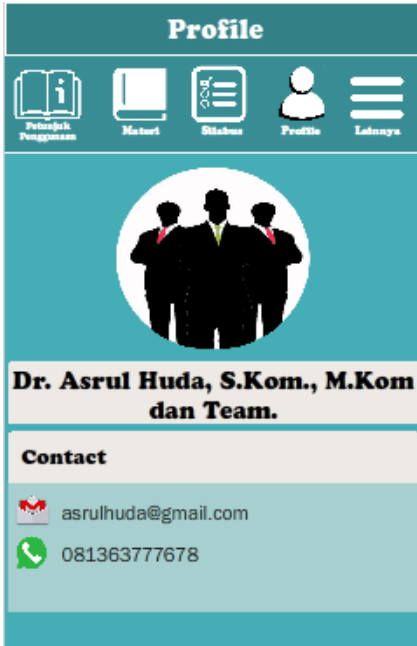 Profile
Petunjuk
Penggunaan
Materi
Silabus
Profile
Lainnya
Dr. Asrul Huda, S.Kom., M.Kom
dan Team.
Contact
asrulhuda@gmail.com
081363777678